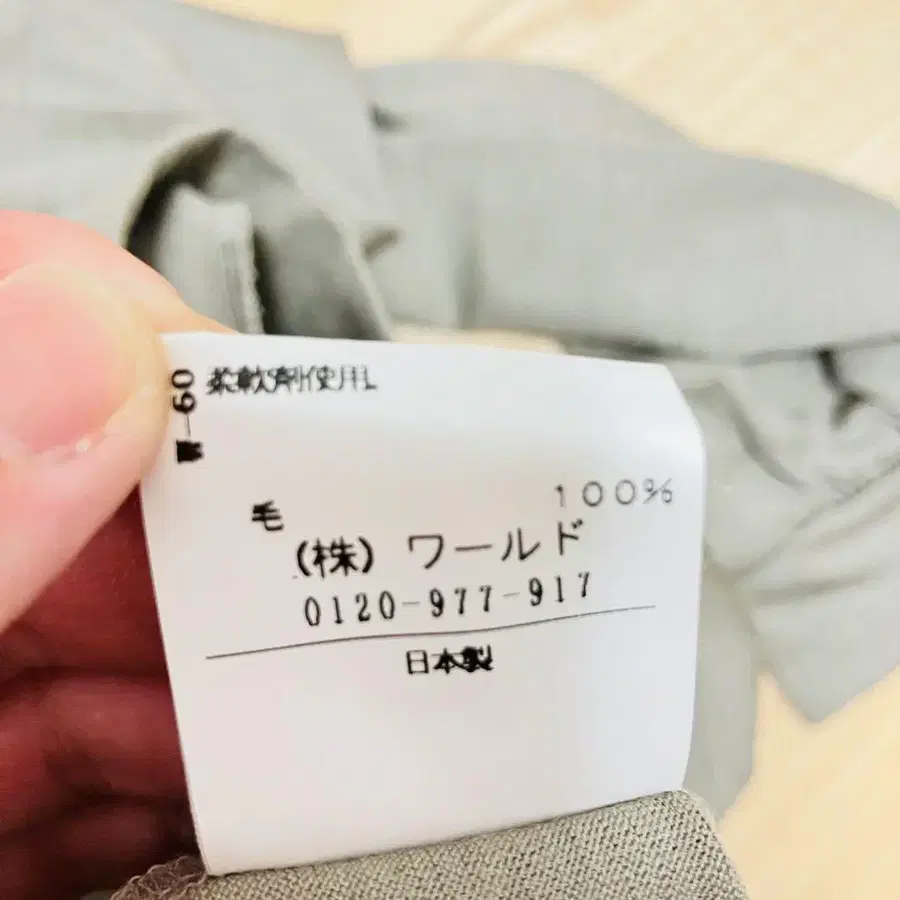 柔軟剤使用
毛 100%
(株) ワールド
0120-977-917
日本製